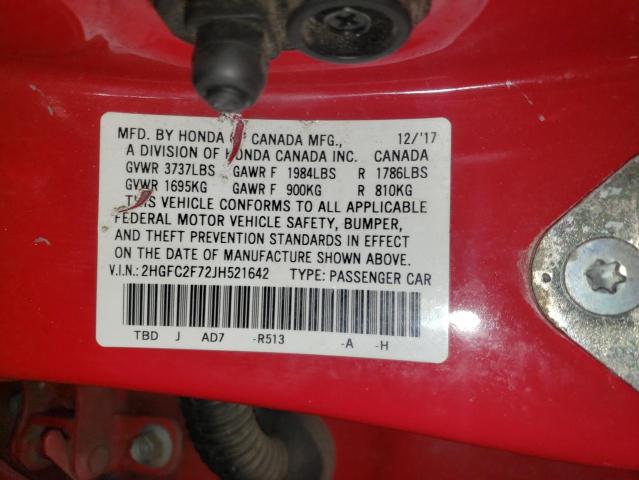 MFD. BY HONDA OF CANADA MFG., 12/'17
A DIVISION OF HONDA CANADA INC. CANADA
GVWR 3737LBS GAWR F 1984LBS R 1786LBS
GVWR 1695KG GAWR F 900KG R 810KG
THIS VEHICLE CONFORMS TO ALL APPLICABLE
FEDERAL MOTOR VEHICLE SAFETY, BUMPER,
AND THEFT PREVENTION STANDARDS IN EFFECT
ON THE DATE OF MANUFACTURE SHOWN ABOVE.
V.I.N.: 2HGFC2F72JH521642 TYPE: PASSENGER CAR
TBD J AD7 -R513 -A -H